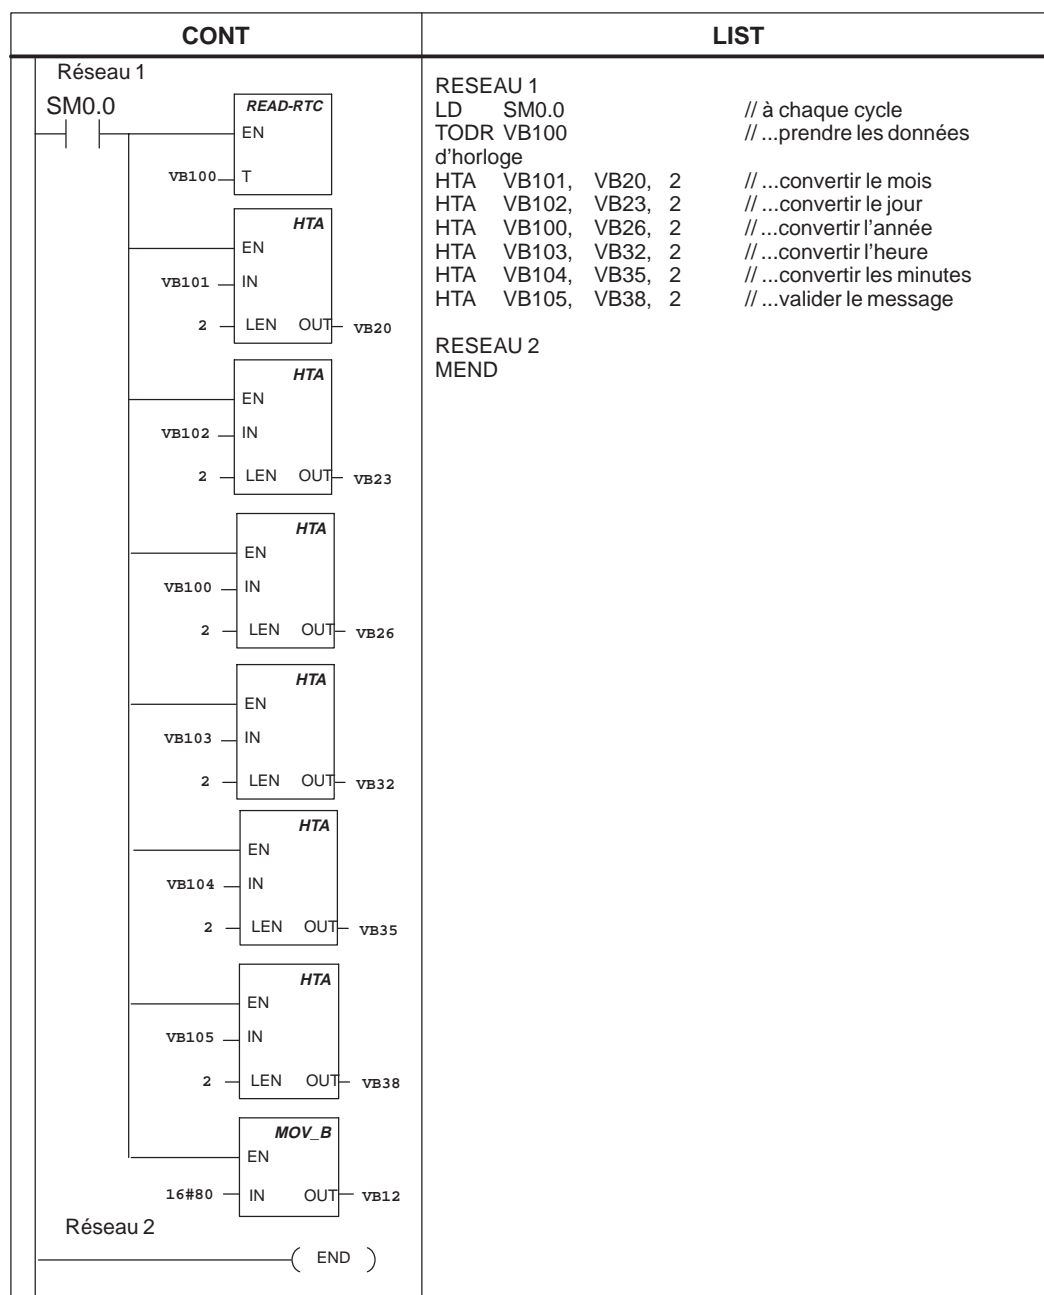 CONT
LIST
Réseau 1
SM0.0
READ-RTC
EN
VB100 T
HTA
EN
VB101 IN
2 LEN OUT VB20
HTA
EN
VB102 IN
2 LEN OUT VB23
HTA
EN
VB100 IN
2 LEN OUT VB26
HTA
EN
VB103 IN
2 LEN OUT VB32
HTA
EN
VB104 IN
2 LEN OUT VB35
HTA
EN
VB105 IN
2 LEN OUT VB38
MOV_B
EN
16#80 IN OUT VB12
Réseau 2
( END )
RESEAU 1
LD SM0.0 // à chaque cycle
TODR VB100 // ...prendre les données
d'horloge
HTA VB101, VB20, 2 // ...convertir le mois
HTA VB102, VB23, 2 // ...convertir le jour
HTA VB100, VB26, 2 // ...convertir l'année
HTA VB103, VB32, 2 // ...convertir l'heure
HTA VB104, VB35, 2 // ...convertir les minutes
HTA VB105, VB38, 2 // ...valider le message
RESEAU 2
MEND